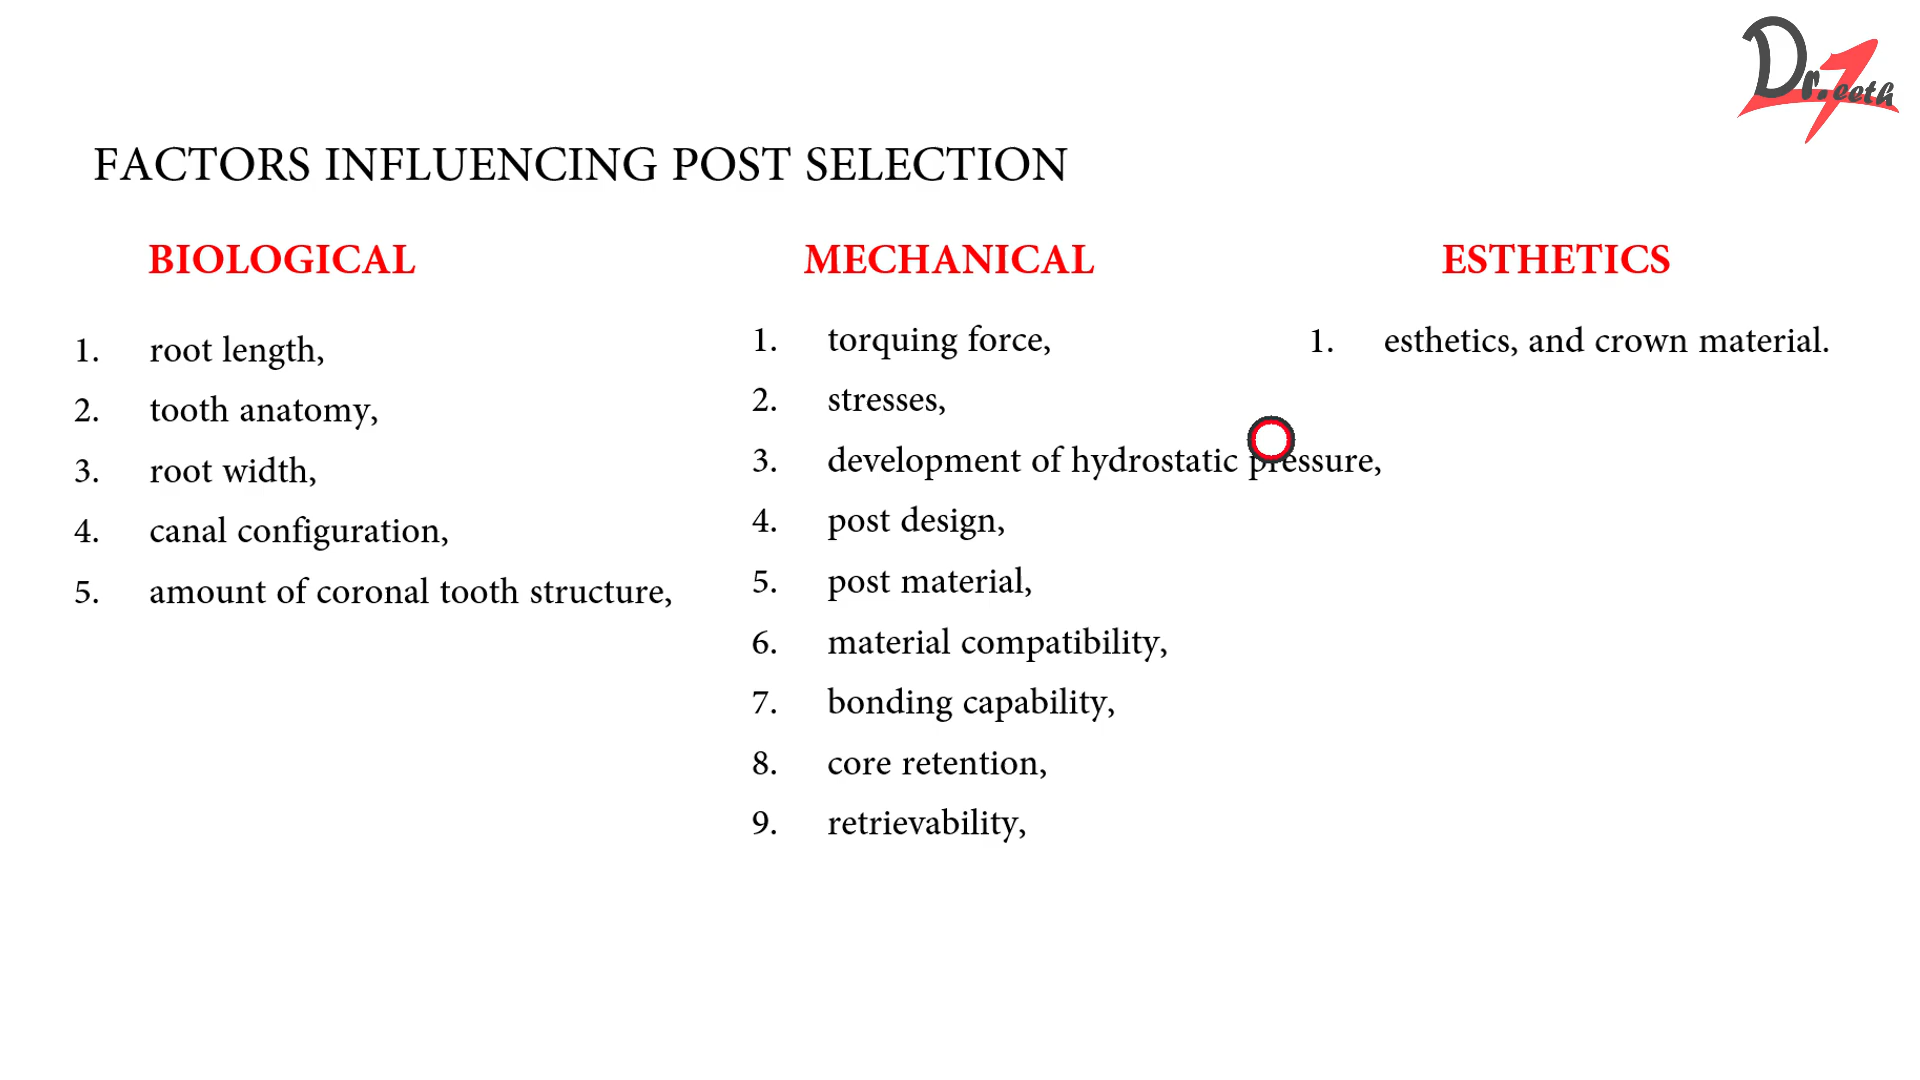 Dr.Teeth
FACTORS INFLUENCING POST SELECTION
BIOLOGICAL
1. root length,
2. tooth anatomy,
3. root width,
4. canal configuration,
5. amount of coronal tooth structure,
MECHANICAL
1. torquing force,
2. stresses,
3. development of hydrostatic pressure,
4. post design,
5. post material,
6. material compatibility,
7. bonding capability,
8. core retention,
9. retrievability,
ESTHETICS
1. esthetics, and crown material.